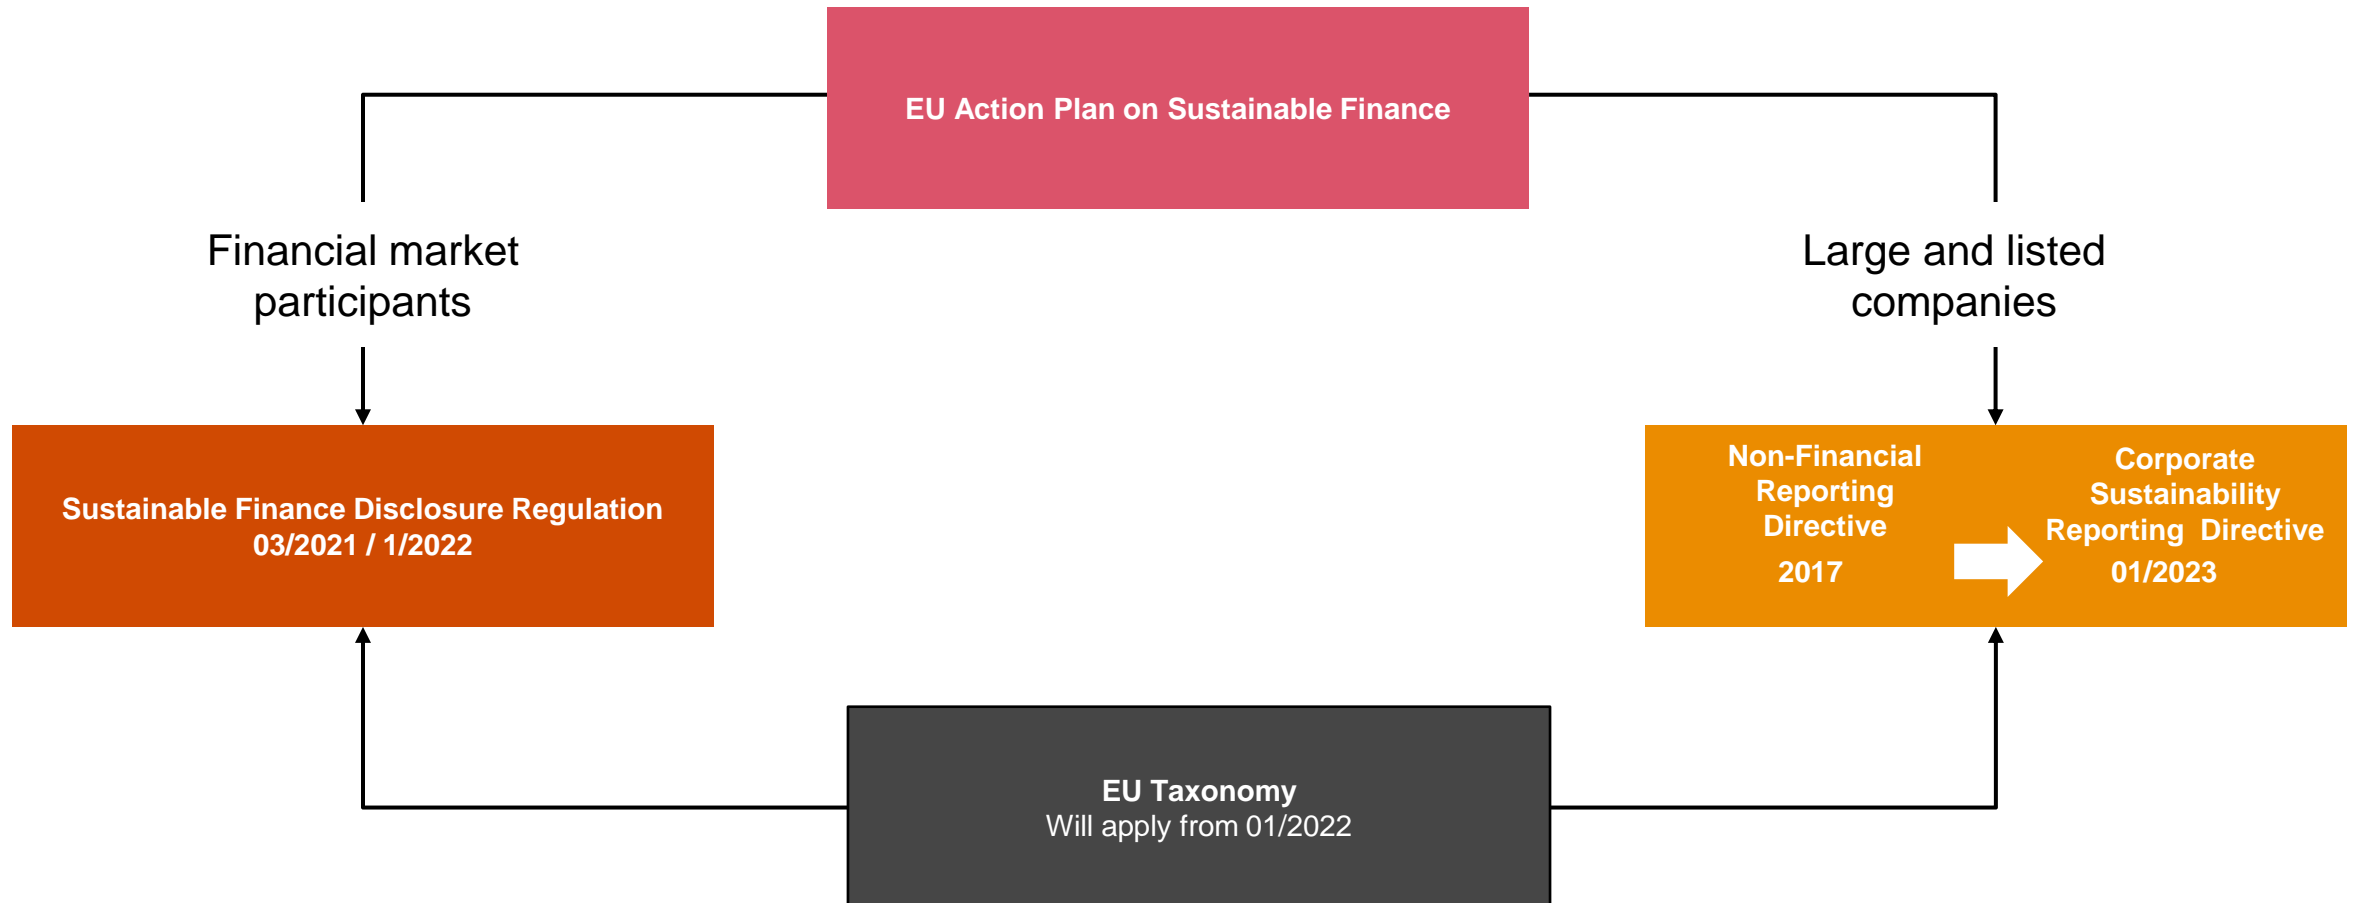 EU Action Plan on Sustainable Finance
Financial market
participants
Large and listed
companies
Sustainable Finance Disclosure Regulation
03/2021 / 1/2022
Non-Financial
Reporting
Directive
2017
Corporate
Sustainability
Reporting Directive
01/2023
EU Taxonomy
Will apply from 01/2022